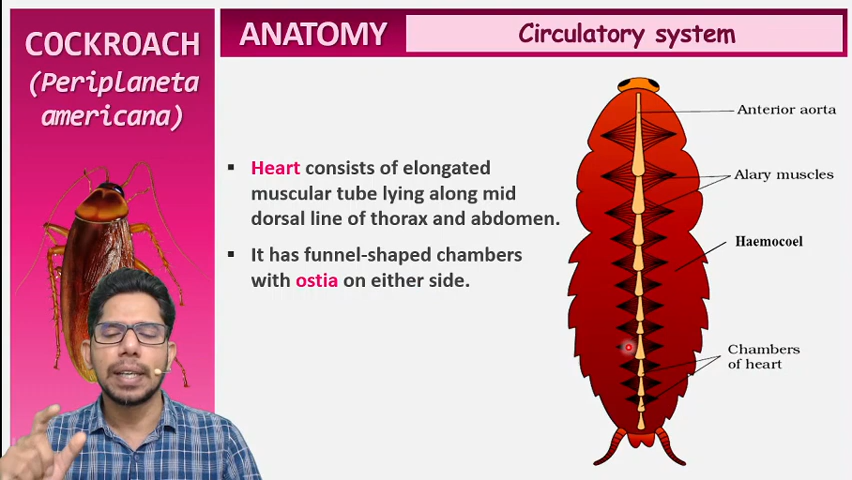 COCKROACH
(Periplaneta
americana)
ANATOMY
Circulatory system
▪ Heart consists of elongated
muscular tube lying along mid
dorsal line of thorax and abdomen.
▪ It has funnel-shaped chambers
with ostia on either side.
Anterior aorta
Alary muscles
Haemocoel
Chambers
of heart